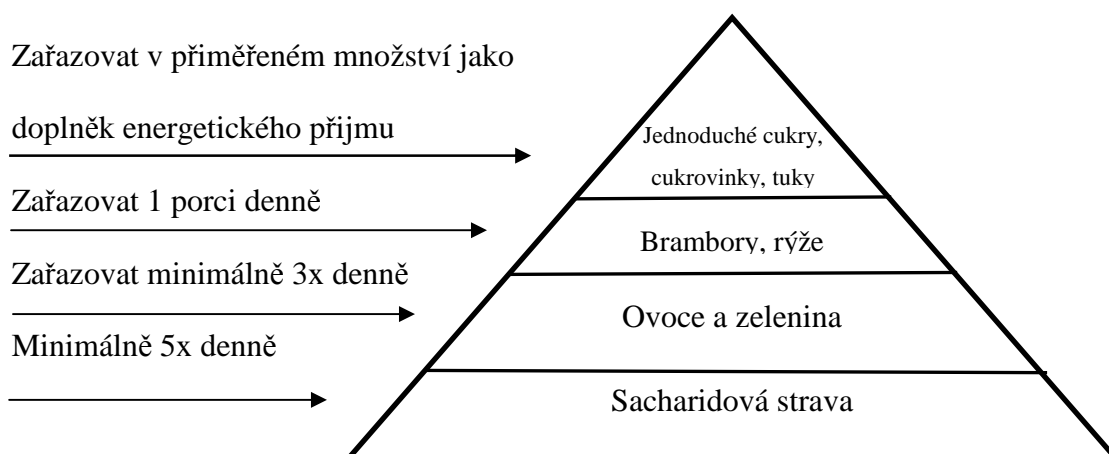 Zařazovat v přiměřeném množství jako
doplněk energetického přijmu
Jednoduché cukry,
cukrovinky, tuky
Zařazovat 1 porci denně
Brambory, rýže
Zařazovat minimálně 3x denně
Ovoce a zelenina
Minimálně 5x denně
Sacharidová strava